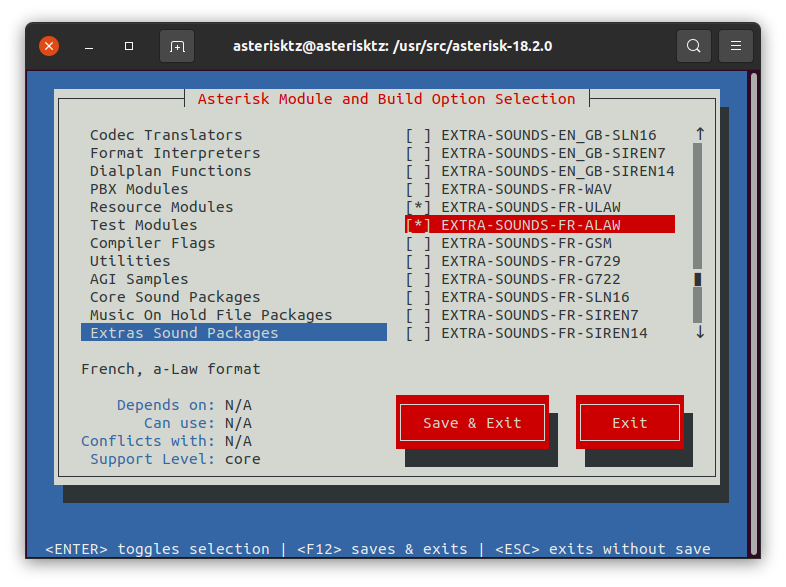 asterisktz@asterisktz: /usr/src/asterisk-18.2.0
Asterisk Module and Build Option Selection
Codec Translators [ ] EXTRA-SOUNDS-EN_GB-SLN16 ↑
Format Interpreters [ ] EXTRA-SOUNDS-EN_GB-SIREN7
Dialplan Functions [ ] EXTRA-SOUNDS-EN_GB-SIREN14
PBX Modules [ ] EXTRA-SOUNDS-FR-WAV
Resource Modules [*] EXTRA-SOUNDS-FR-ULAW
Test Modules [*] EXTRA-SOUNDS-FR-ALAW
Compiler Flags [ ] EXTRA-SOUNDS-FR-GSM
Utilities [ ] EXTRA-SOUNDS-FR-G729
AGI Samples [ ] EXTRA-SOUNDS-FR-G722
Core Sound Packages [ ] EXTRA-SOUNDS-FR-SLN16
Music On Hold File Packages [ ] EXTRA-SOUNDS-FR-SIREN7
Extras Sound Packages [ ] EXTRA-SOUNDS-FR-SIREN14 ↓
French, a-Law format
Depends on: N/A
Can use: N/A
Conflicts with: N/A
Support Level: core
Save & Exit Exit
<ENTER> toggles selection | <F12> saves & exits | <ESC> exits without save